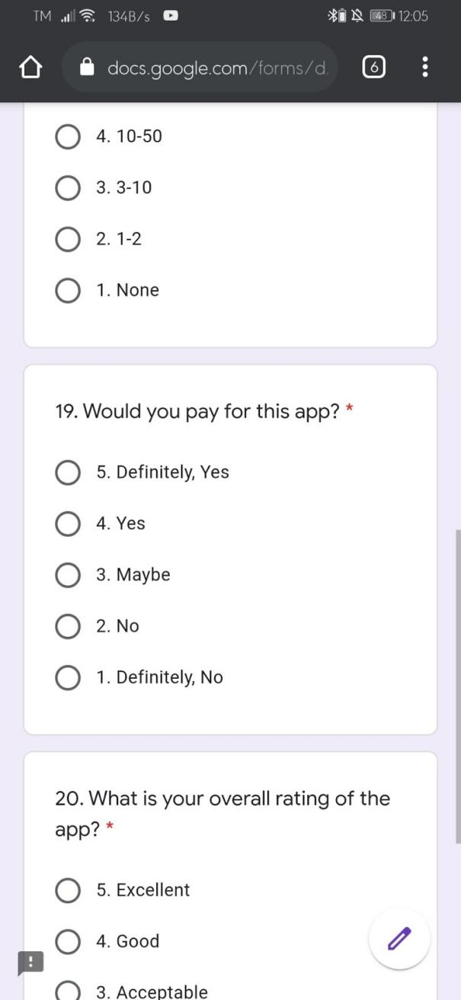 TM 134B/s 48 12:05
docs.google.com/forms/d. 6
4. 10-50
3. 3-10
2. 1-2
1. None
19. Would you pay for this app? *
5. Definitely, Yes
4. Yes
3. Maybe
2. No
1. Definitely, No
20. What is your overall rating of the
app? *
5. Excellent
4. Good
3. Acceptable